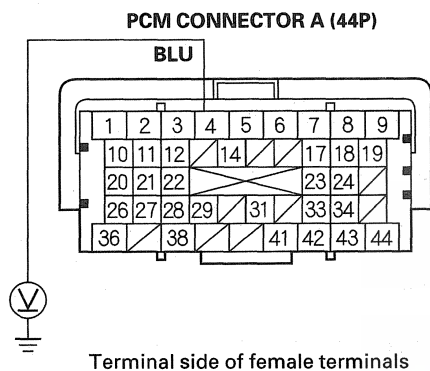 PCM CONNECTOR A (44P)
BLU
1 2 3 4 5 6 7 8 9
10 11 12 14 17 18 19
20 21 22 23 24
26 27 28 29 31 33 34
36 38 41 42 43 44
V
Terminal side of female terminals